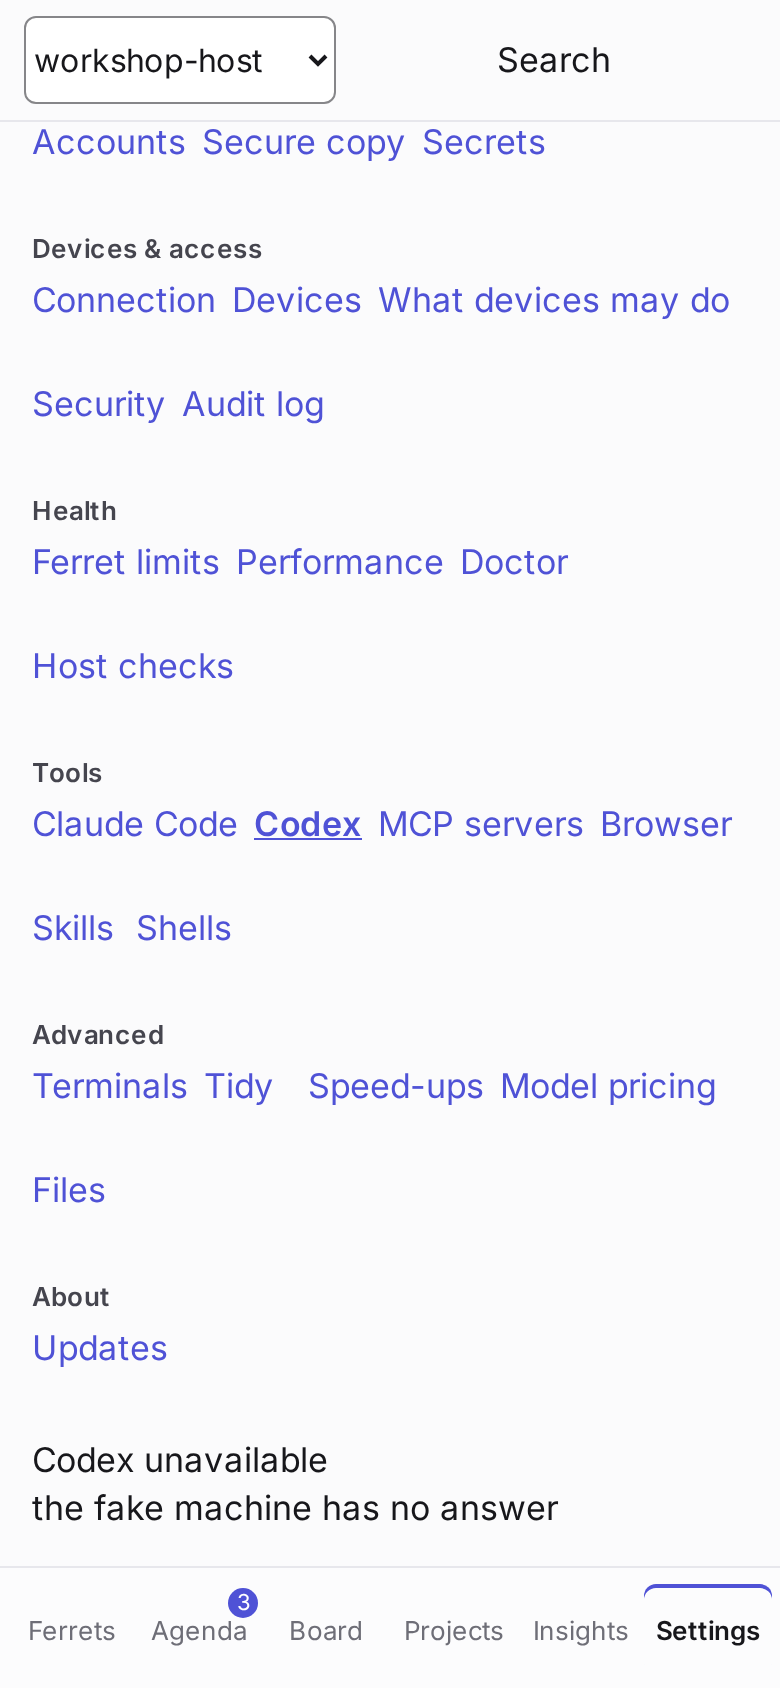 workshop-host Search
Accounts Secure copy Secrets
Devices & access
Connection Devices What devices may do
Security Audit log
Health
Ferret limits Performance Doctor
Host checks
Tools
Claude Code Codex MCP servers Browser
Skills Shells
Advanced
Terminals Tidy Speed-ups Model pricing
Files
About
Updates
Codex unavailable
the fake machine has no answer
3
Ferrets Agenda Board Projects Insights Settings